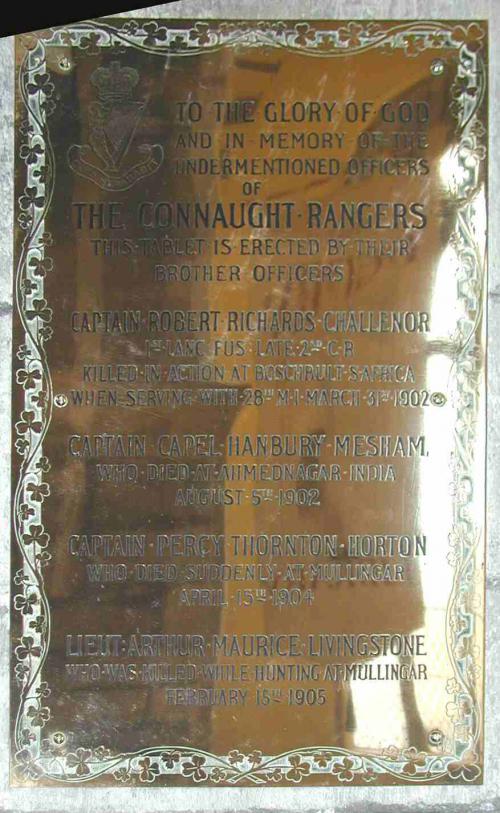 TO THE GLORY OF GOD
AND IN MEMORY OF THE
UNDERMENTIONED OFFICERS
OF
THE CONNAUGHT·RANGERS
THIS·TABLET·IS·ERECTED BY·THEIR
BROTHER OFFICERS
CAPTAIN·ROBERT·RICHARDS·CHALLENOR
1ST LANC·FUS·LATE·2ND·C·R
KILLED·IN·ACTION AT BOSCHBULT·S·AFRICA
WHEN·SERVING·WITH·28TH M·I·MARCH·31ST·1902
CAPTAIN·CAPEL·HANBURY·MESHAM,
WHO·DIED·AT·AHMEDNAGAR·INDIA
AUGUST·5TH·1902
CAPTAIN·PERCY·THORNTON·HORTON
WHO·DIED·SUDDENLY·AT·MULLINGAR
APRIL·13TH·1904
LIEUT·ARTHUR·MAURICE·LIVINGSTONE
WHO·WAS·KILLED·WHILE·HUNTING·AT·MULLINGAR
FEBRUARY·15TH·1905